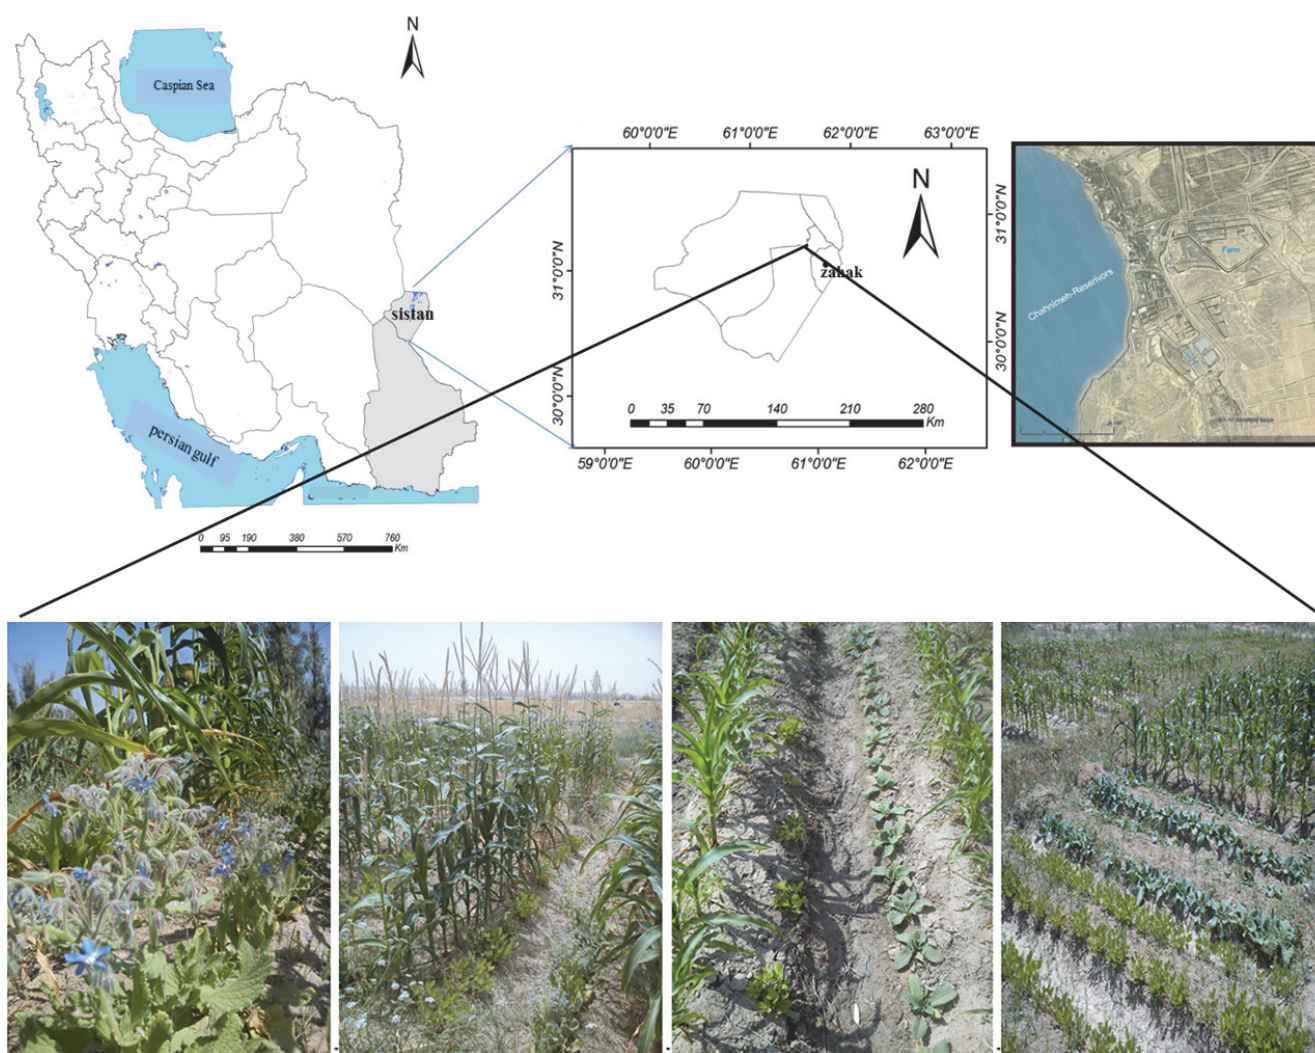 N
Caspian Sea
sistan
persian gulf
0 95 190 380 570 760
Km
60°0'0"E 61°0'0"E 62°0'0"E 63°0'0"E
31°0'0"N
30°0'0"N
N
zahak
31°0'0"N
30°0'0"N
0 35 70 140 210 280
Km
59°0'0"E 60°0'0"E 61°0'0"E 62°0'0"E
Farm
Chahnimeh-Reserivors